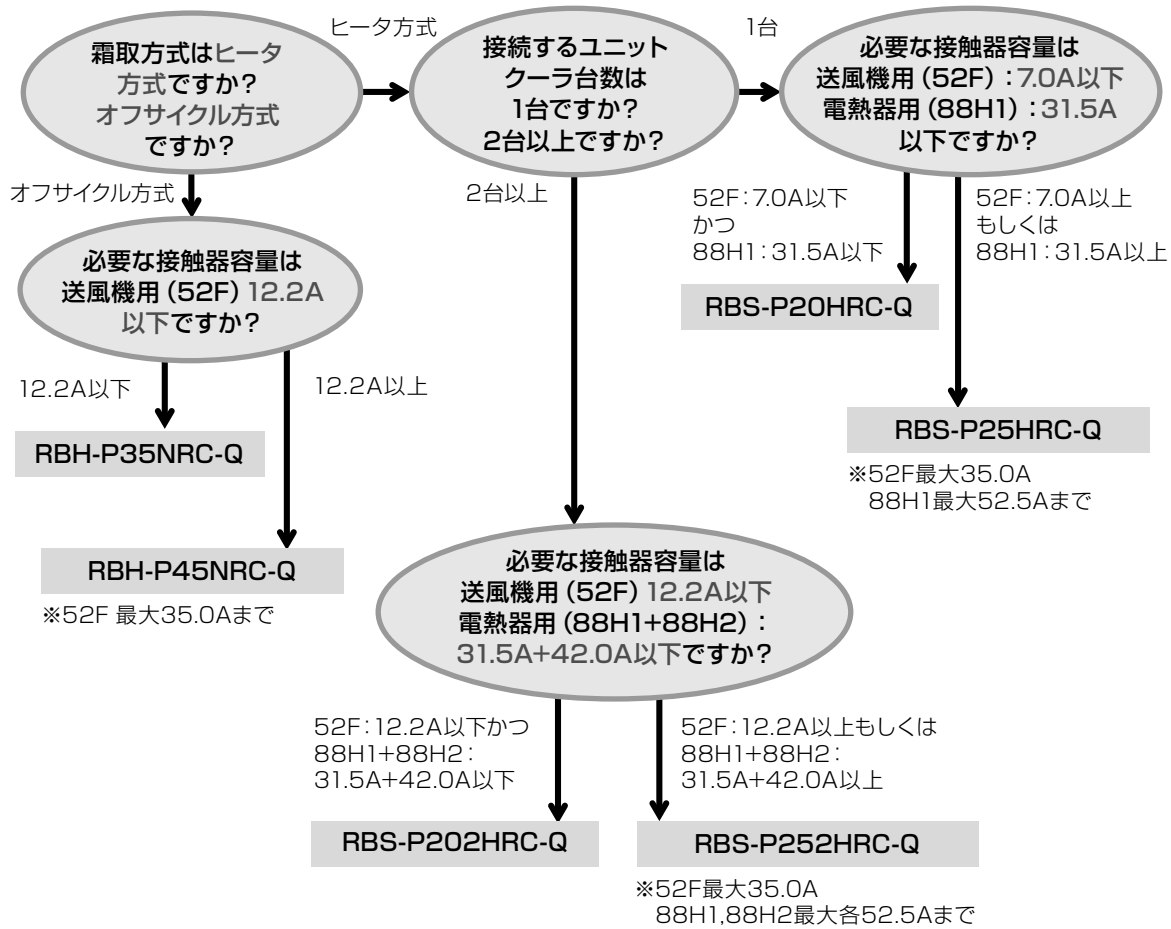 霜取方式はヒータ
方式ですか？
オフサイクル方式
ですか？
ヒータ方式
接続するユニット
クーラ台数は
1台ですか？
2台以上ですか？
1台
必要な接触器容量は
送風機用（52F）：7.0A以下
電熱器用（88H1）：31.5A
以下ですか？
オフサイクル方式
2台以上
52F：7.0A以下
かつ
88H1：31.5A以下
52F：7.0A以上
もしくは
88H1：31.5A以上
必要な接触器容量は
送風機用（52F）12.2A
以下ですか？
RBS-P20HRC-Q
12.2A以下
12.2A以上
RBH-P35NRC-Q
RBS-P25HRC-Q
※52F最大35.0A
88H1最大52.5Aまで
RBH-P45NRC-Q
※52F 最大35.0Aまで
必要な接触器容量は
送風機用（52F）12.2A以下
電熱器用（88H1+88H2）：
31.5A+42.0A以下ですか？
52F：12.2A以下かつ
88H1+88H2：
31.5A+42.0A以下
52F：12.2A以上もしくは
88H1+88H2：
31.5A+42.0A以上
RBS-P202HRC-Q
RBS-P252HRC-Q
※52F最大35.0A
88H1,88H2最大各52.5Aまで